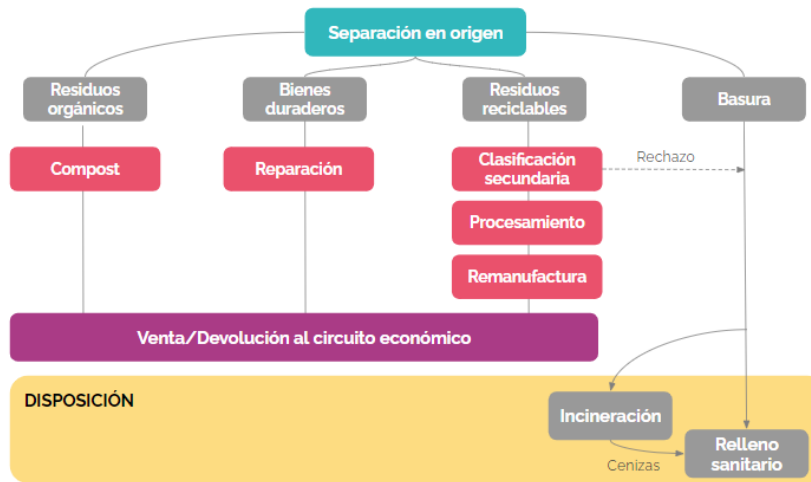 Separación en origen
Residuos
orgánicos
Bienes
duraderos
Residuos
reciclables
Basura
Compost
Reparación
Clasificación
secundaria
Rechazo
Procesamiento
Remanufactura
Venta/Devolución al circuito económico
DISPOSICIÓN
Incineración
Relleno
sanitario
Cenizas